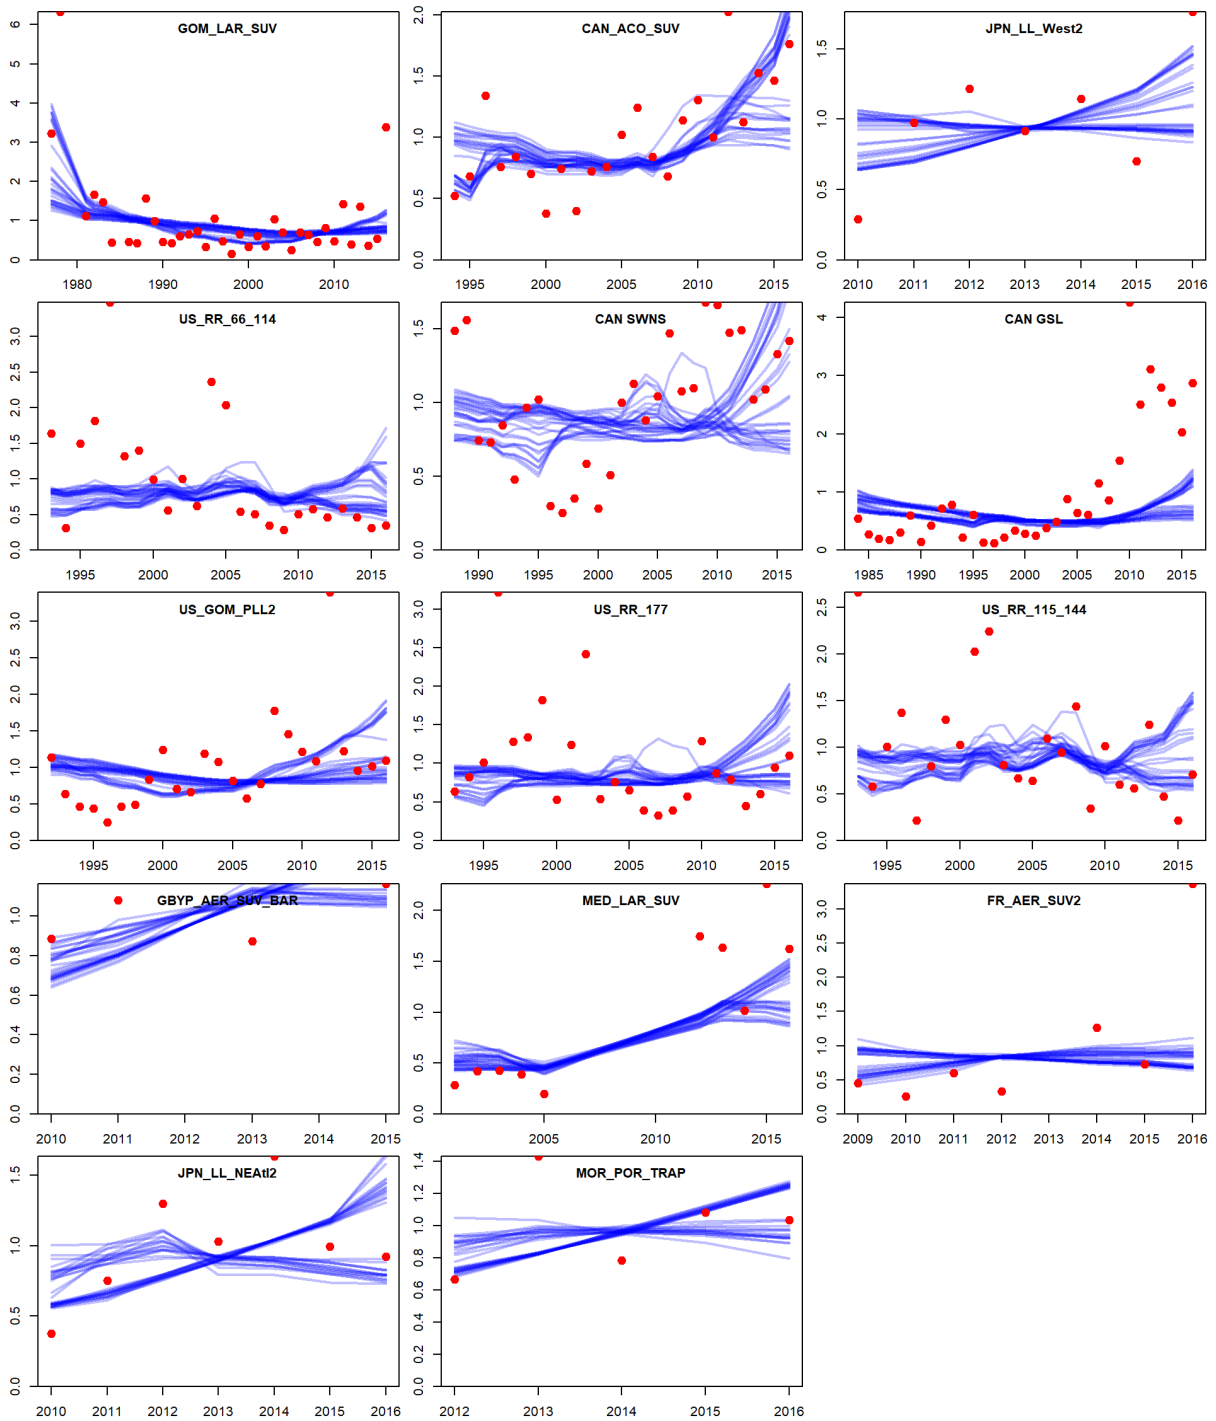 GOM_LAR_SUV
0 1 2 3 4 5 6
1980 1990 2000 2010
CAN_ACO_SUV
0.0 0.5 1.0 1.5 2.0
1995 2000 2005 2010 2015
JPN_LL_West2
0.0 0.5 1.0 1.5
2010 2011 2012 2013 2014 2015 2016
US_RR_66_114
0.0 0.5 1.0 1.5 2.0 2.5 3.0
1995 2000 2005 2010 2015
CAN SWNS
0.0 0.5 1.0 1.5
1990 1995 2000 2005 2010 2015
CAN GSL
0 1 2 3 4
1985 1990 1995 2000 2005 2010 2015
US_GOM_PLL2
0.0 0.5 1.0 1.5 2.0 2.5 3.0
1995 2000 2005 2010 2015
US_RR_177
0.0 0.5 1.0 1.5 2.0 2.5 3.0
1995 2000 2005 2010 2015
US_RR_115_144
0.0 0.5 1.0 1.5 2.0 2.5
1995 2000 2005 2010 2015
GBYP_AER_SUV_BAR
0.0 0.2 0.4 0.6 0.8 1.0
2010 2011 2012 2013 2014 2015
MED_LAR_SUV
0.0 0.5 1.0 1.5 2.0
2005 2010 2015
FR_AER_SUV2
0.0 0.5 1.0 1.5 2.0 2.5 3.0
2009 2010 2011 2012 2013 2014 2015 2016
JPN_LL_NEAtl2
0.0 0.5 1.0 1.5
2010 2011 2012 2013 2014 2015 2016
MOR_POR_TRAP
0.0 0.2 0.4 0.6 0.8 1.0 1.2 1.4
2012 2013 2014 2015 2016